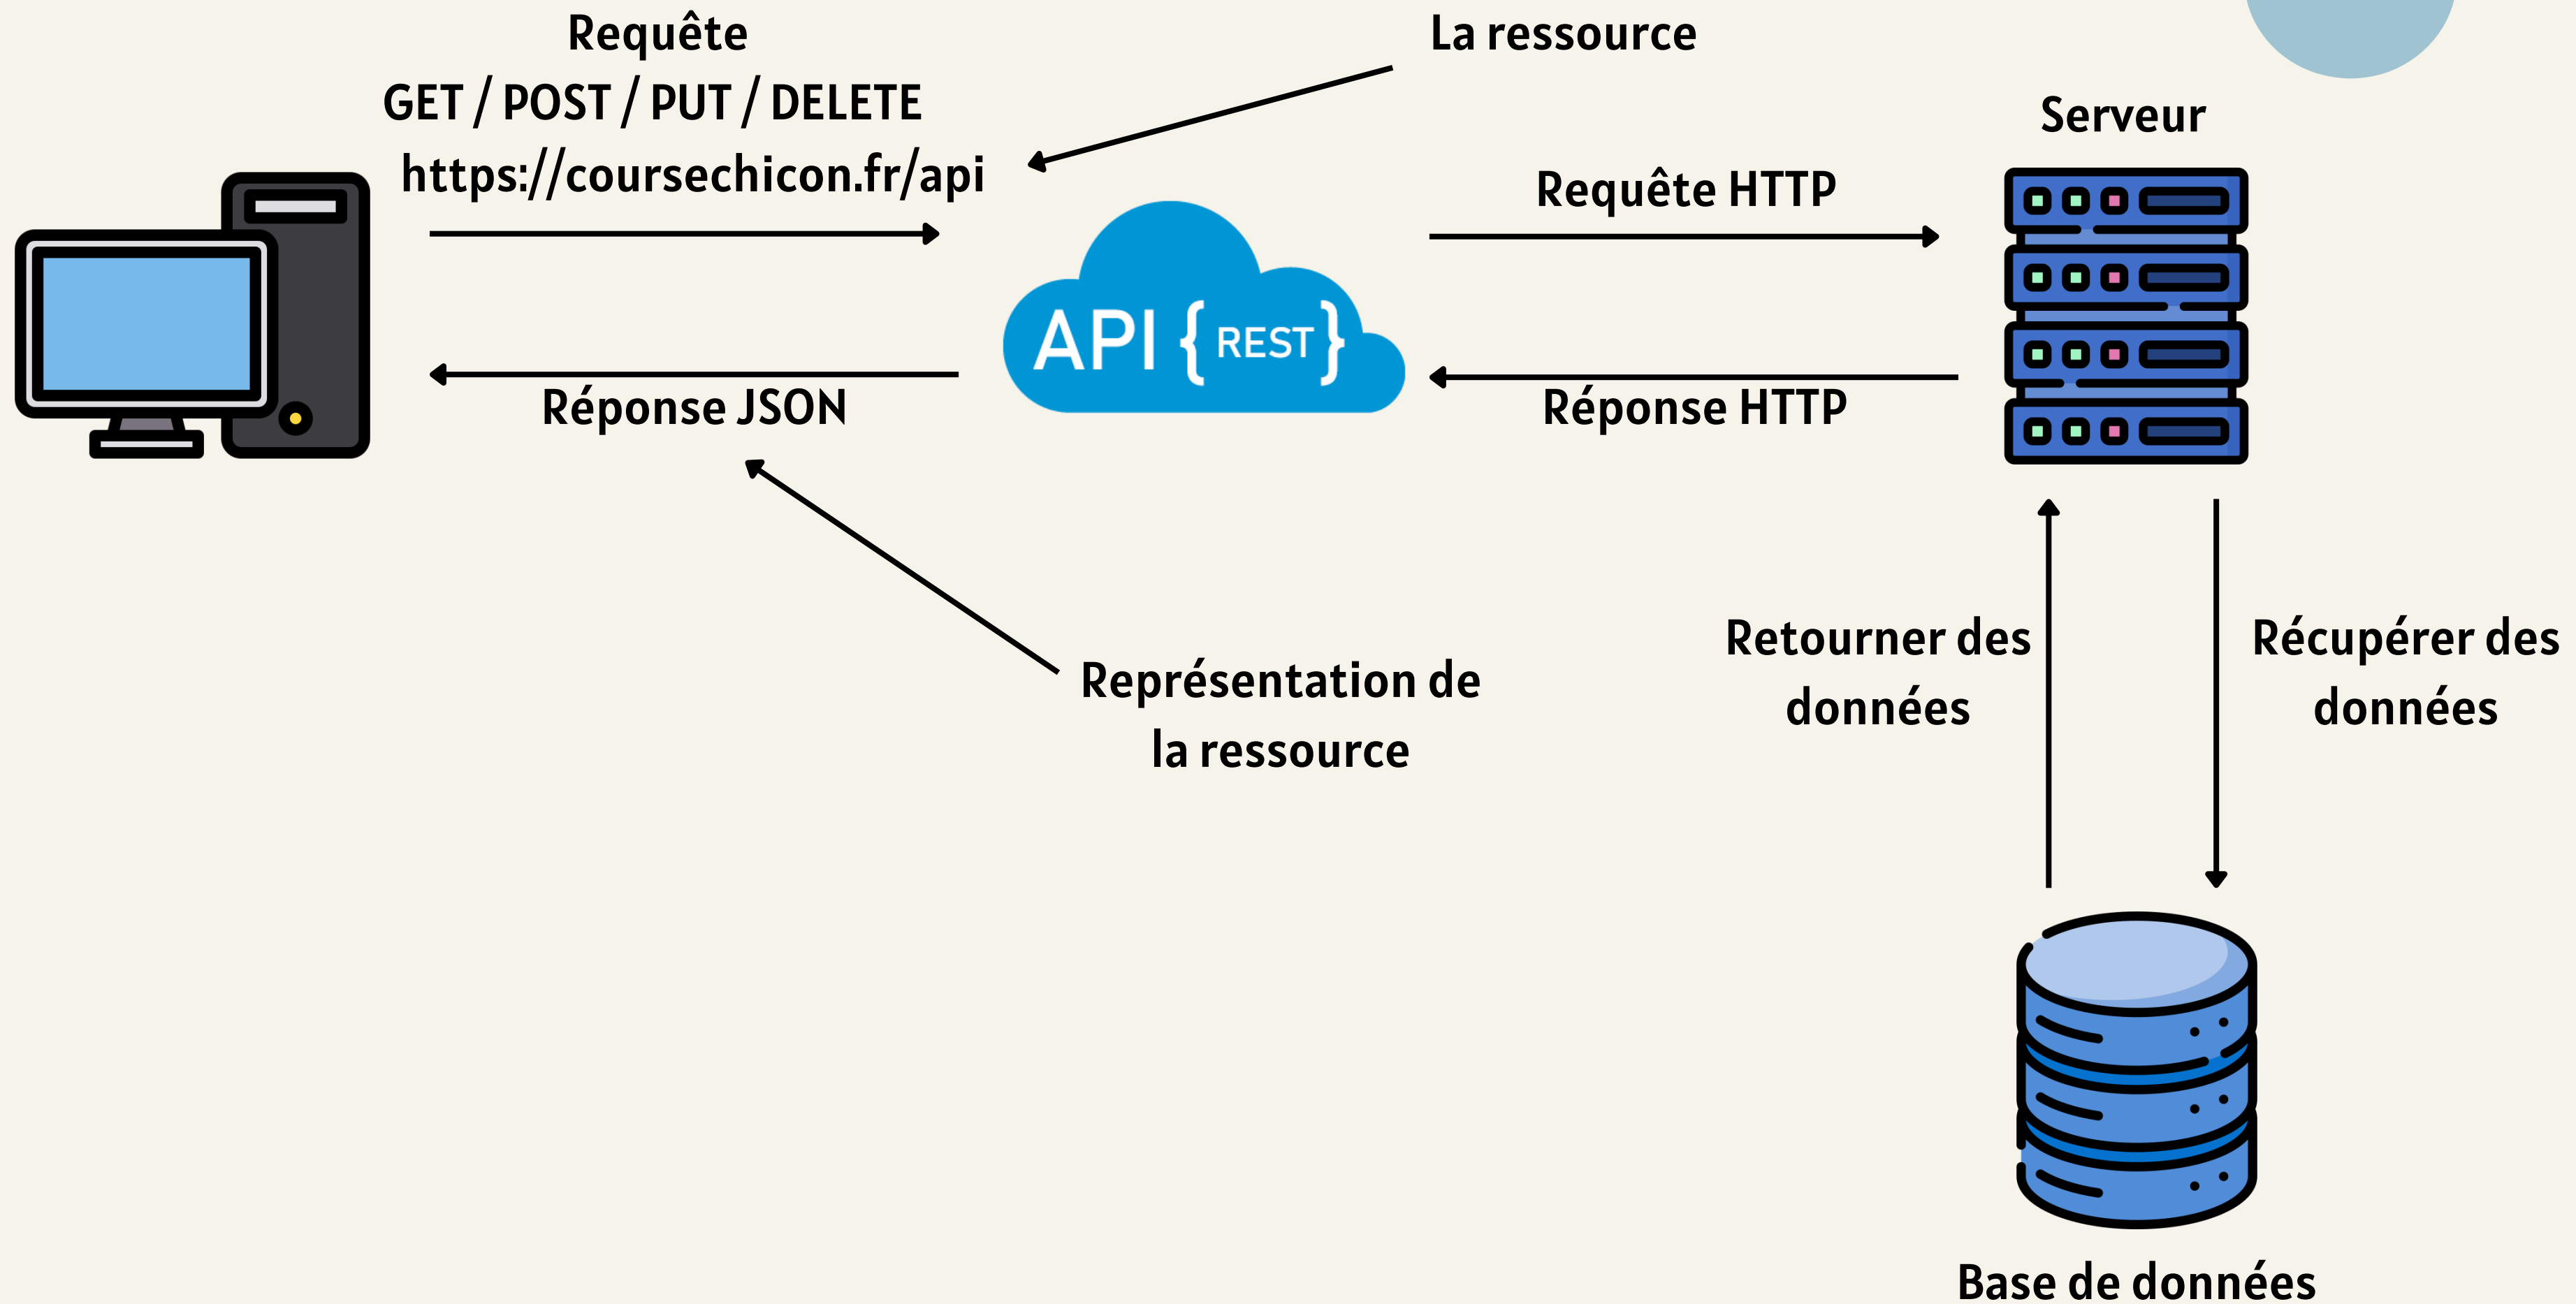 Requête
GET / POST / PUT / DELETE
https://coursechicon.fr/api
La ressource
Serveur
Requête HTTP
API { REST }
Réponse JSON
Réponse HTTP
Représentation de
la ressource
Retourner des
données
Récupérer des
données
Base de données